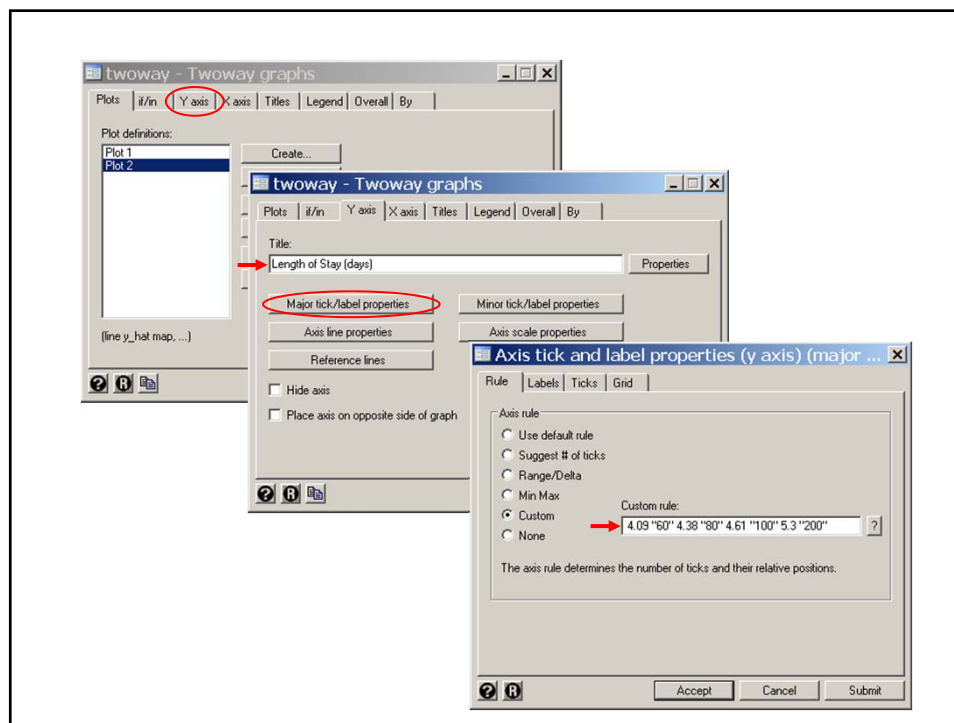 twoway - Twoway graphs
Plots if/in Y axis X axis Titles Legend Overall By
Plot definitions:
Plot 1
Plot 2
Create...
(line y_hat map, ...)
twoway - Twoway graphs
Plots if/in Y axis X axis Titles Legend Overall By
Title:
Length of Stay (days)
Properties
Major tick/label properties
Minor tick/label properties
Axis line properties
Axis scale properties
Reference lines
Hide axis
Place axis on opposite side of graph
Axis tick and label properties (y axis) (major ...
Rule Labels Ticks Grid
Axis rule
Use default rule
Suggest # of ticks
Range/Delta
Min Max
Custom
None
Custom rule:
4.09 "60" 4.38 "80" 4.61 "100" 5.3 "200"
?
The axis rule determines the number of ticks and their relative positions.
? R
? R
? R
Accept
Cancel
Submit